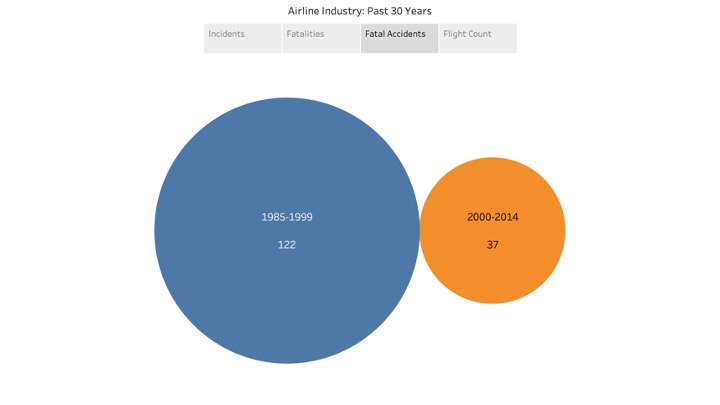 Airline Industry: Past 30 Years
Incidents
Fatalities
Fatal Accidents
Flight Count
1985-1999
122
2000-2014
37